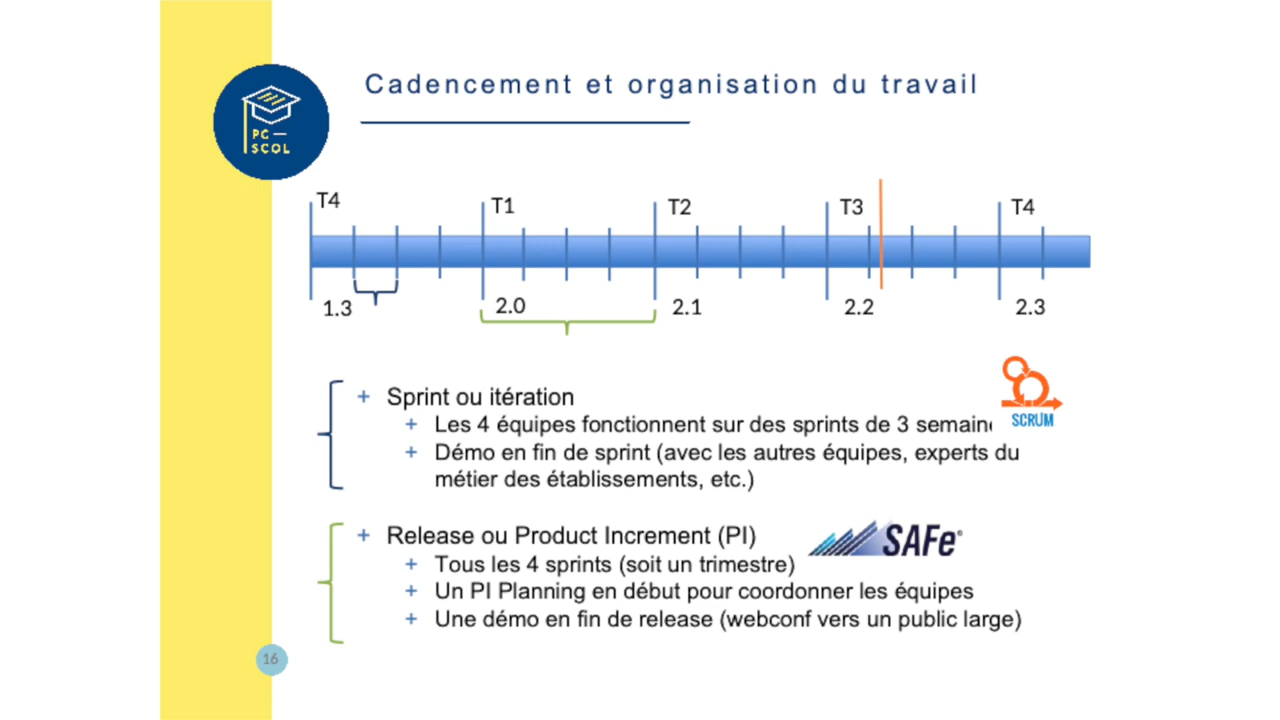 Cadencement et organisation du travail
PC —
SCOL
T4 T1 T2 T3 T4
1.3 2.0 2.1 2.2 2.3
+ Sprint ou itération
+ Les 4 équipes fonctionnent sur des sprints de 3 semain
SCRUM
+ Démo en fin de sprint (avec les autres équipes, experts du
métier des établissements, etc.)
+ Release ou Product Increment (PI)
SAFe®
+ Tous les 4 sprints (soit un trimestre)
+ Un PI Planning en début pour coordonner les équipes
+ Une démo en fin de release (webconf vers un public large)
16